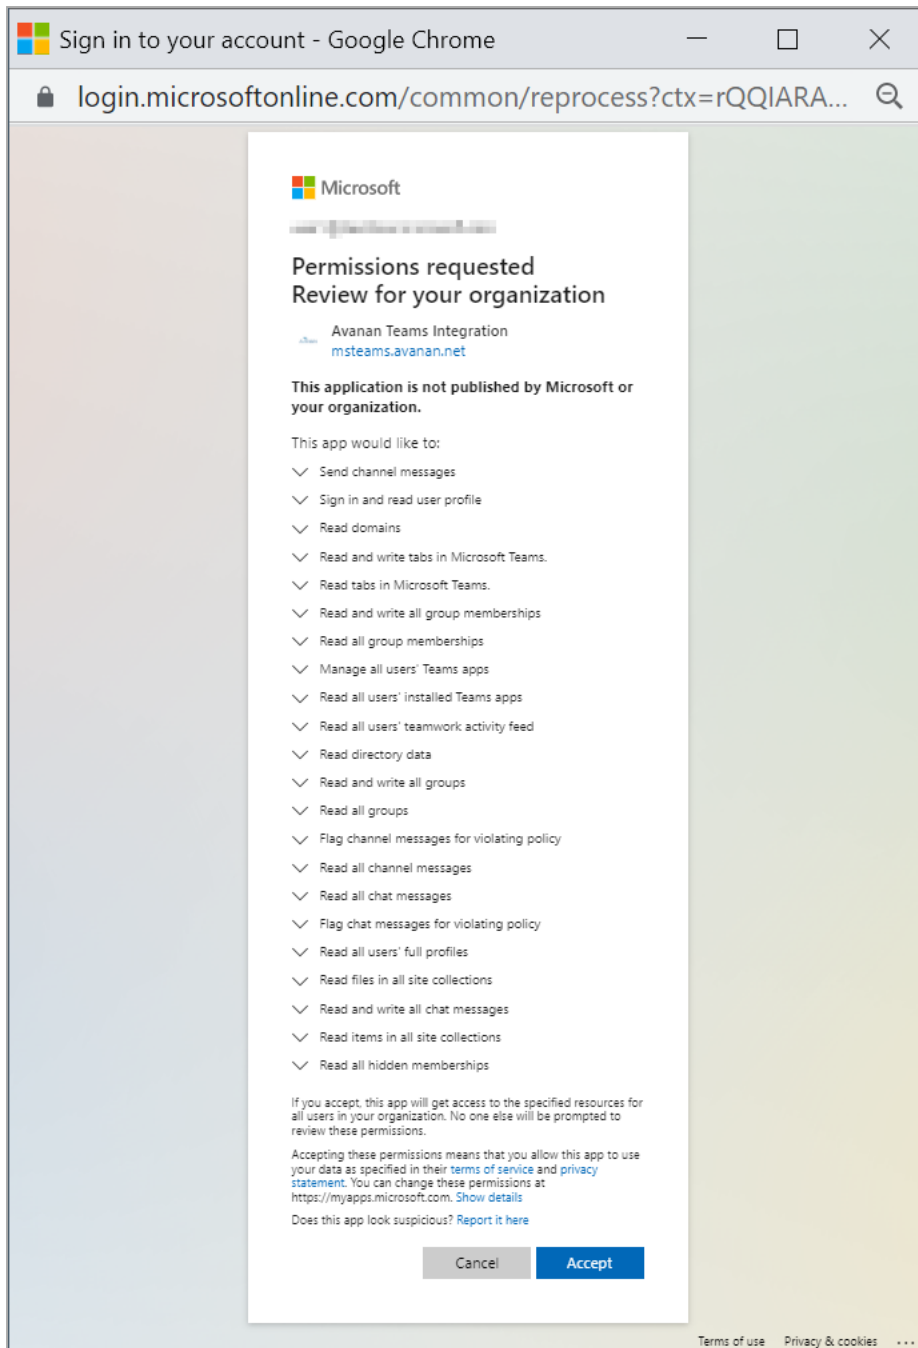 Sign in to your account - Google Chrome
login.microsoftonline.com/common/reprocess?ctx=rQQIARA...
Microsoft
Permissions requested
Review for your organization
Avanan Teams Integration
msteams.avanan.net
This application is not published by Microsoft or
your organization.
This app would like to:
Send channel messages
Sign in and read user profile
Read domains
Read and write tabs in Microsoft Teams.
Read tabs in Microsoft Teams.
Read and write all group memberships
Read all group memberships
Manage all users' Teams apps
Read all users' installed Teams apps
Read all users' teamwork activity feed
Read directory data
Read and write all groups
Read all groups
Flag channel messages for violating policy
Read all channel messages
Read all chat messages
Flag chat messages for violating policy
Read all users' full profiles
Read files in all site collections
Read and write all chat messages
Read items in all site collections
Read all hidden memberships
If you accept, this app will get access to the specified resources for
all users in your organization. No one else will be prompted to
review these permissions.
Accepting these permissions means that you allow this app to use
your data as specified in their terms of service and privacy
statement. You can change these permissions at
https://myapps.microsoft.com. Show details
Does this app look suspicious? Report it here
Cancel Accept
Terms of use Privacy & cookies ...